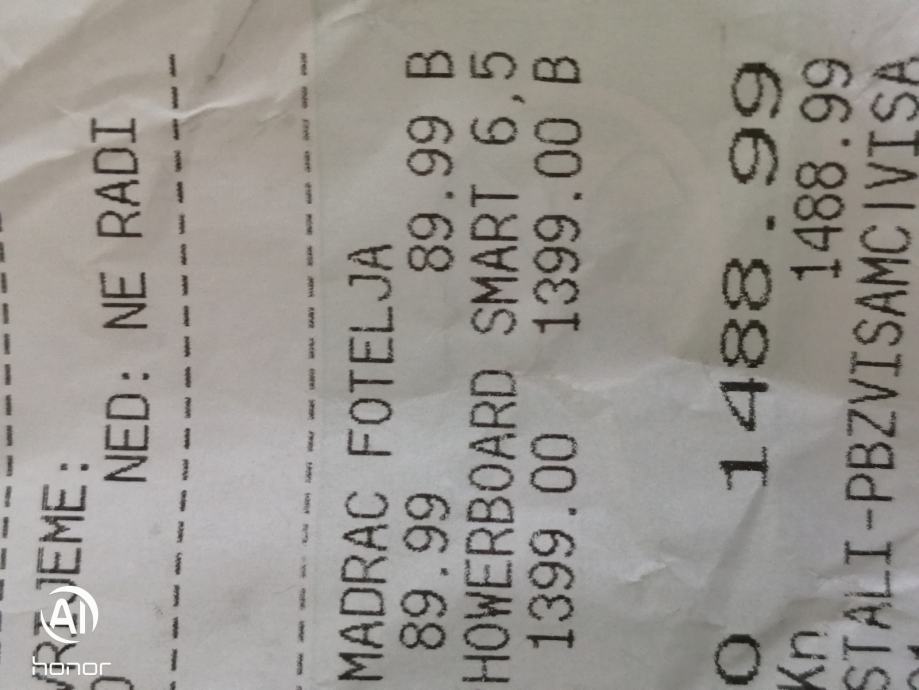 VRIJEME:
NED: NE RADI
MADRAC FOTELJA
89.99 89.99 B
HOWERBOARD SMART 6,5
1399.00 1399.00 B
O 1488.99
Kn 1488.99
STALI-PBZVISAMCIVISA
AI
honor